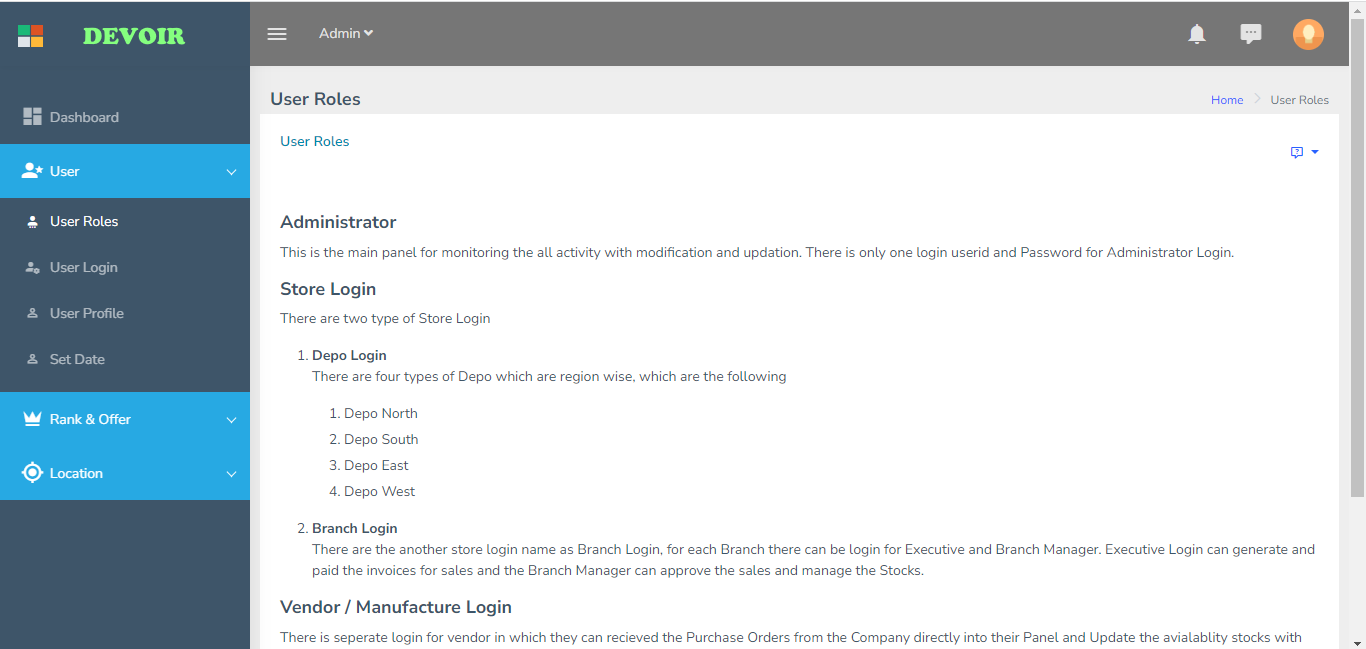 DEVOIR
Admin
Dashboard
User
User Roles
User Login
User Profile
Set Date
Rank & Offer
Location
User Roles
Home > User Roles
User Roles
Administrator
This is the main panel for monitoring the all activity with modification and updation. There is only one login userid and Password for Administrator Login.
Store Login
There are two type of Store Login
1. Depo Login
There are four types of Depo which are region wise, which are the following
1. Depo North
2. Depo South
3. Depo East
4. Depo West
2. Branch Login
There are the another store login name as Branch Login, for each Branch there can be login for Executive and Branch Manager. Executive Login can generate and
paid the invoices for sales and the Branch Manager can approve the sales and manage the Stocks.
Vendor / Manufacture Login
There is seperate login for vendor in which they can recieved the Purchase Orders from the Company directly into their Panel and Update the avialablity stocks with